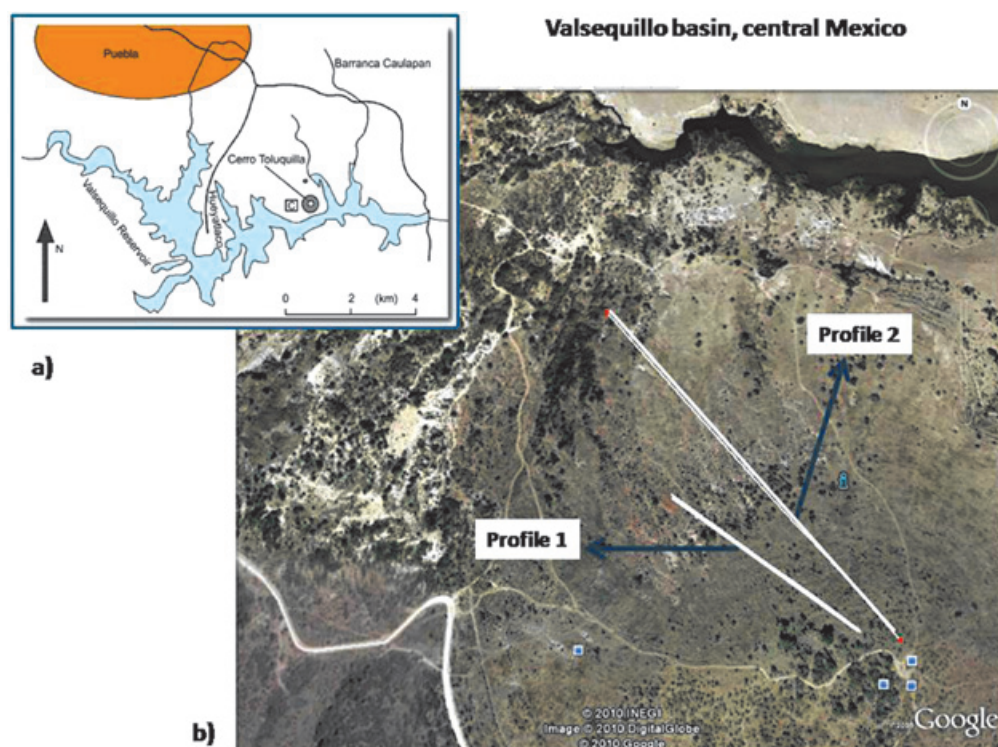 Valsequillo basin, central Mexico
a)
Puebla
Barranca Caulapan
Cerro Toluquilla
C
Valsequillo Reservoir
Hueyatlaco
N
0 2 (km) 4
N
Profile 2
Profile 1
© 2010 INEGI
Image © 2010 DigitalGlobe
© 2010 Google
Google
b)